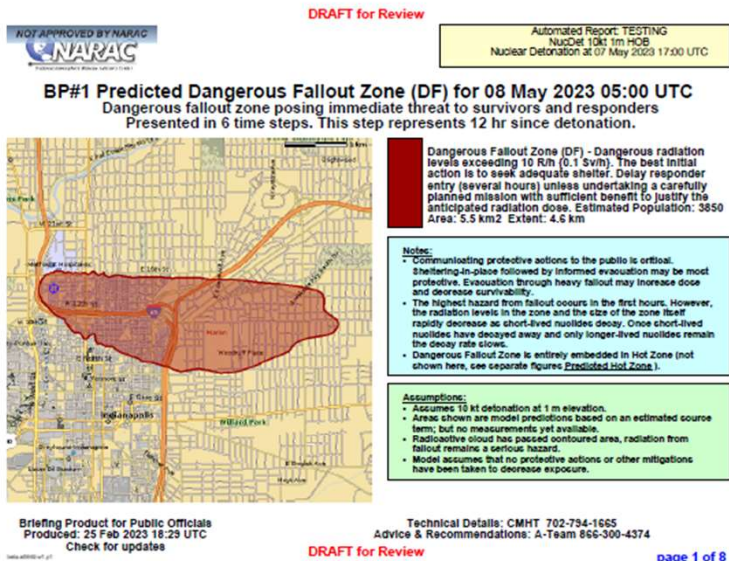 DRAFT for Review
NOT APPROVED BY NARAC
NARAC
Automated Report: TESTING
NucDet 10kt 1m HOB
Nuclear Detonation at 07 May 2023 17:00 UTC
BP#1 Predicted Dangerous Fallout Zone (DF) for 08 May 2023 05:00 UTC
Dangerous fallout zone posing immediate threat to survivors and responders
Presented in 6 time steps. This step represents 12 hr since detonation.
Dangerous Fallout Zone (DF) - Dangerous radiation
levels exceeding 10 R/h (0.1 Sv/h). The best initial
action is to seek adequate shelter. Delay responder
entry (several hours) unless undertaking a carefully
planned mission with sufficient benefit to justify the
anticipated radiation dose. Estimated Population: 3850
Area: 5.5 km2 Extent: 4.6 km
Notes:
• Communicating protective actions to the public is critical.
Sheltering-in-place followed by informed evacuation may be most
protective. Evacuation through heavy fallout may increase dose
and decrease survivability.
• The highest hazard from fallout occurs in the first hours. However,
the radiation levels in the zone and the size of the zone itself
rapidly decrease as short-lived nuclides decay. Once short-lived
nuclides have decayed away and only longer-lived nuclides remain
the decay rate slows.
• Dangerous Fallout Zone is entirely embedded in Hot Zone (not
shown here, see separate figures Predicted Hot Zone ).
Assumptions:
• Assumes 10 kt detonation at 1 m elevation.
• Areas shown are model predictions based on an estimated source
term; but no measurements yet available.
• Radioactive cloud has passed contoured area, radiation from
fallout remains a serious hazard.
• Model assumes that no protective actions or other mitigations
have been taken to decrease exposure.
Woodruff Place
Indianapolis
Willard Park
Briefing Product for Public Officials
Produced: 25 Feb 2023 18:29 UTC
Check for updates
Technical Details: CMHT 702-794-1665
Advice & Recommendations: A-Team 866-300-4374
DRAFT for Review
page 1 of 8